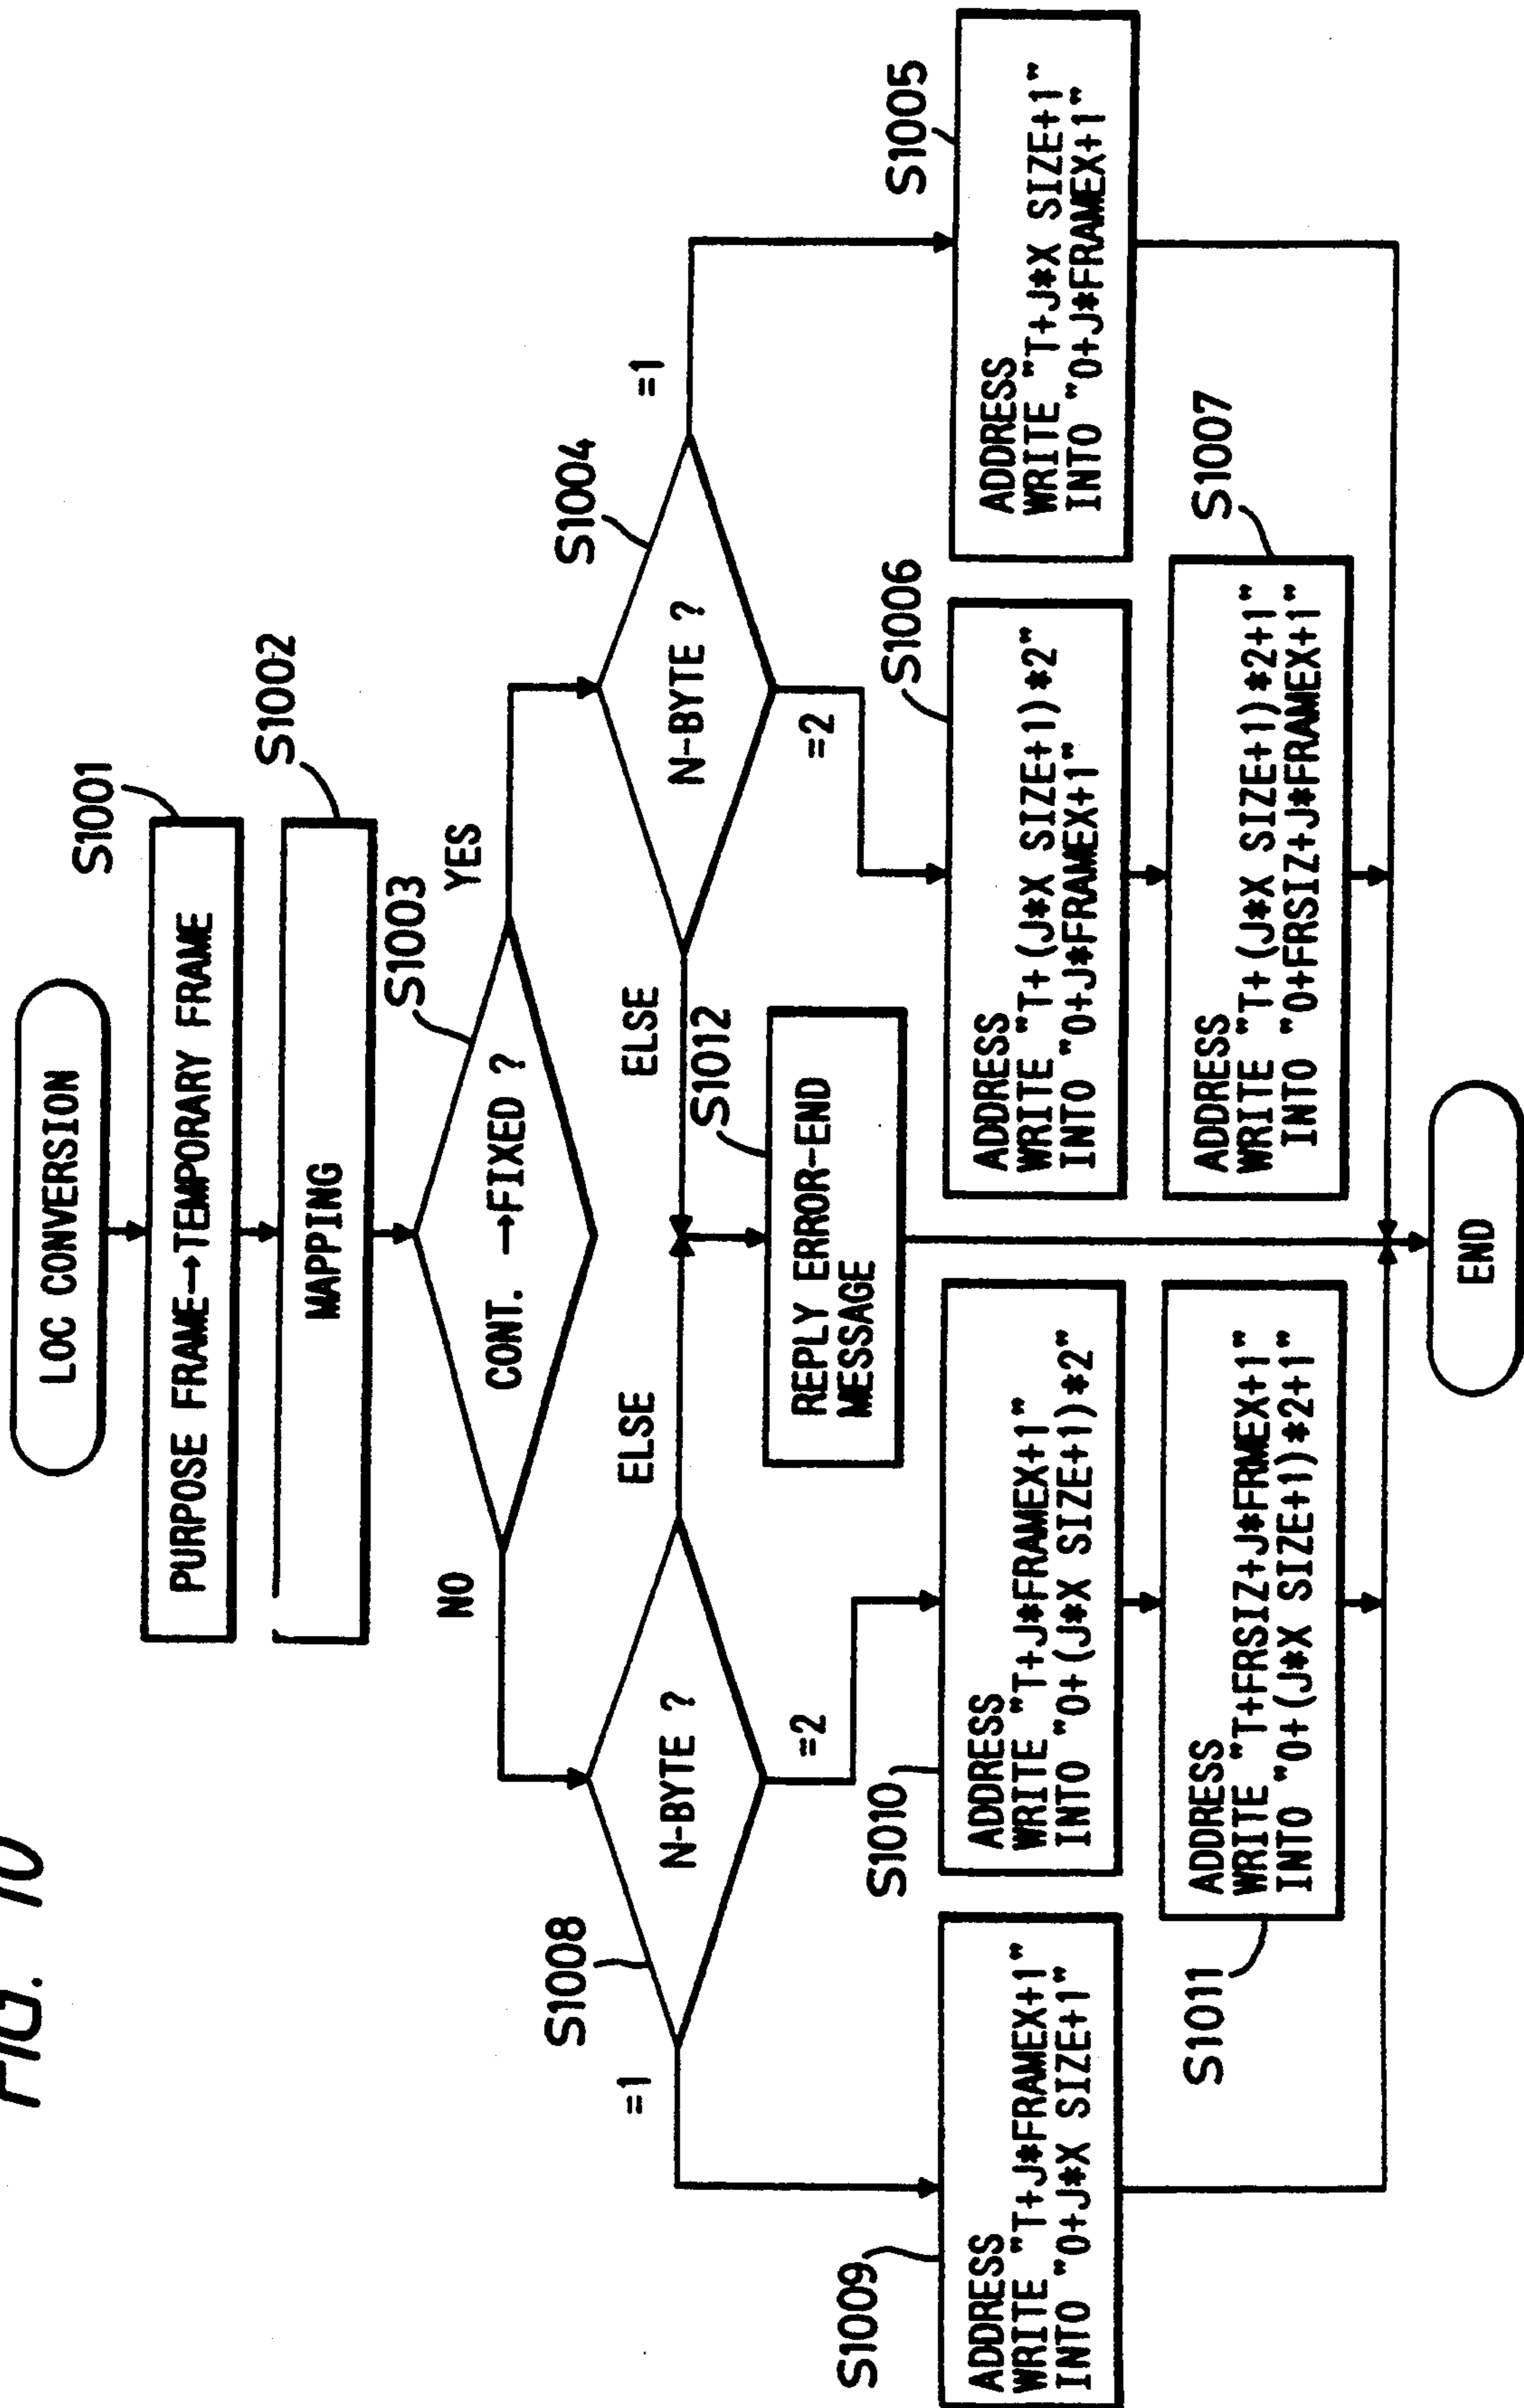 FIG. 10
LOC CONVERSION
S1001
PURPOSE FRAME→TEMPORARY FRAME
S1002
MAPPING
S1003
CONT. →FIXED ?
NO
YES
S1008
N-BYTE ?
=1
=2
ELSE
S1004
N-BYTE ?
ELSE
=2
=1
S1012
REPLY ERROR-END
MESSAGE
S1009
ADDRESS
WRITE "T+J*FRAMEX+1"
INTO "0+J*X SIZE+1"
S1010
ADDRESS
WRITE "T+J*FRAMEX+1"
INTO "0+(J*X SIZE+1)*2"
S1006
ADDRESS
WRITE "T+(J*X SIZE+1)*2"
INTO "0+J*FRAMEX+1"
S1005
ADDRESS
WRITE "T+J*X SIZE+1"
INTO "0+J*FRAMEX+1"
S1011
ADDRESS
WRITE "T+FRSIZ+J*FRMEX+1"
INTO "0+(J*X SIZE+1)*2+1"
S1007
ADDRESS
WRITE "T+(J*X SIZE+1)*2+1"
INTO "0+FRSIZ+J*FRAMEX+1"
END